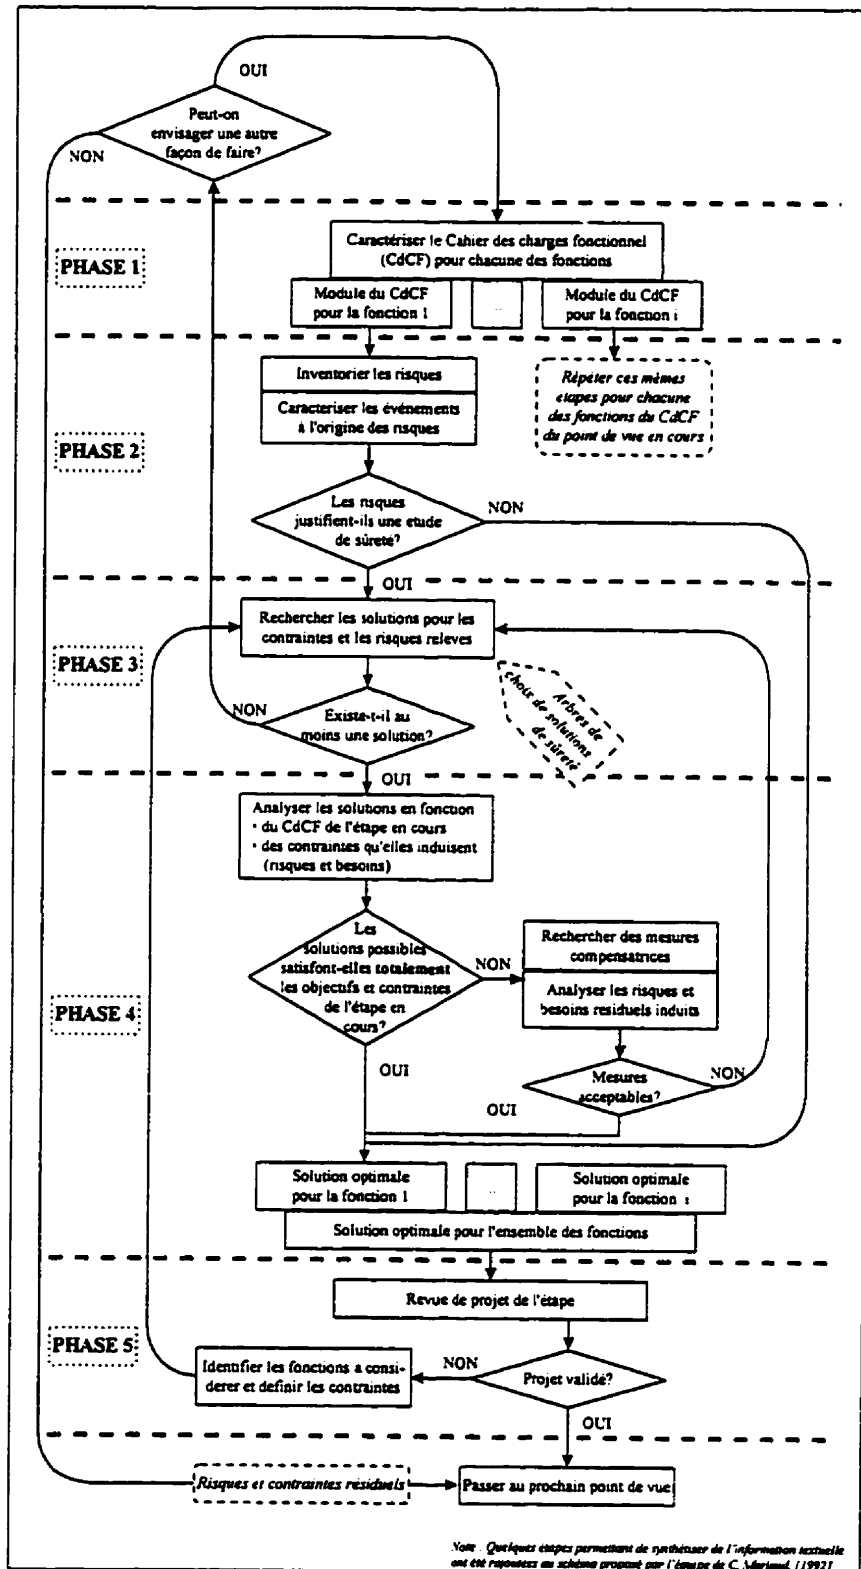 OUI
Peut-on
envisager une autre
façon de faire?
NON
PHASE 1
Caractériser le Cahier des charges fonctionnel
(CdCF) pour chacune des fonctions
Module du CdCF
pour la fonction 1
...
Module du CdCF
pour la fonction i
PHASE 2
Inventorier les risques
Caractériser les événements
à l'origine des risques
Répéter ces mêmes
étapes pour chacune
des fonctions du CdCF
du point de vue en cours
Les risques
justifient-ils une etude
de sûreté?
NON
OUI
PHASE 3
Rechercher les solutions pour les
contraintes et les risques releves
Arbres de
choix de solutions
de sûreté
NON
Existe-t-il au
moins une solution?
OUI
PHASE 4
Analyser les solutions en fonction
· du CdCF de l'étape en cours
· des contraintes qu'elles induisent
(risques et besoins)
Les
solutions possibles
satisfont-elles totalement
les objectifs et contraintes
de l'étape en
cours?
NON
Rechercher des mesures
compensatrices
Analyser les risques et
besoins residuels induits
OUI
Mesures
acceptables?
NON
OUI
Solution optimale
pour la fonction 1
...
Solution optimale
pour la fonction i
Solution optimale pour l'ensemble des fonctions
PHASE 5
Revue de projet de l'étape
Identifier les fonctions a consi-
derer et definir les contraintes
NON
Projet validé?
OUI
Risques et contraintes résiduels
Passer au prochain point de vue
Note : Quelques étapes permettant de synthétiser de l'information textuelle
ont été rajoutées au schéma proposé par l'équipe de C. [1992]